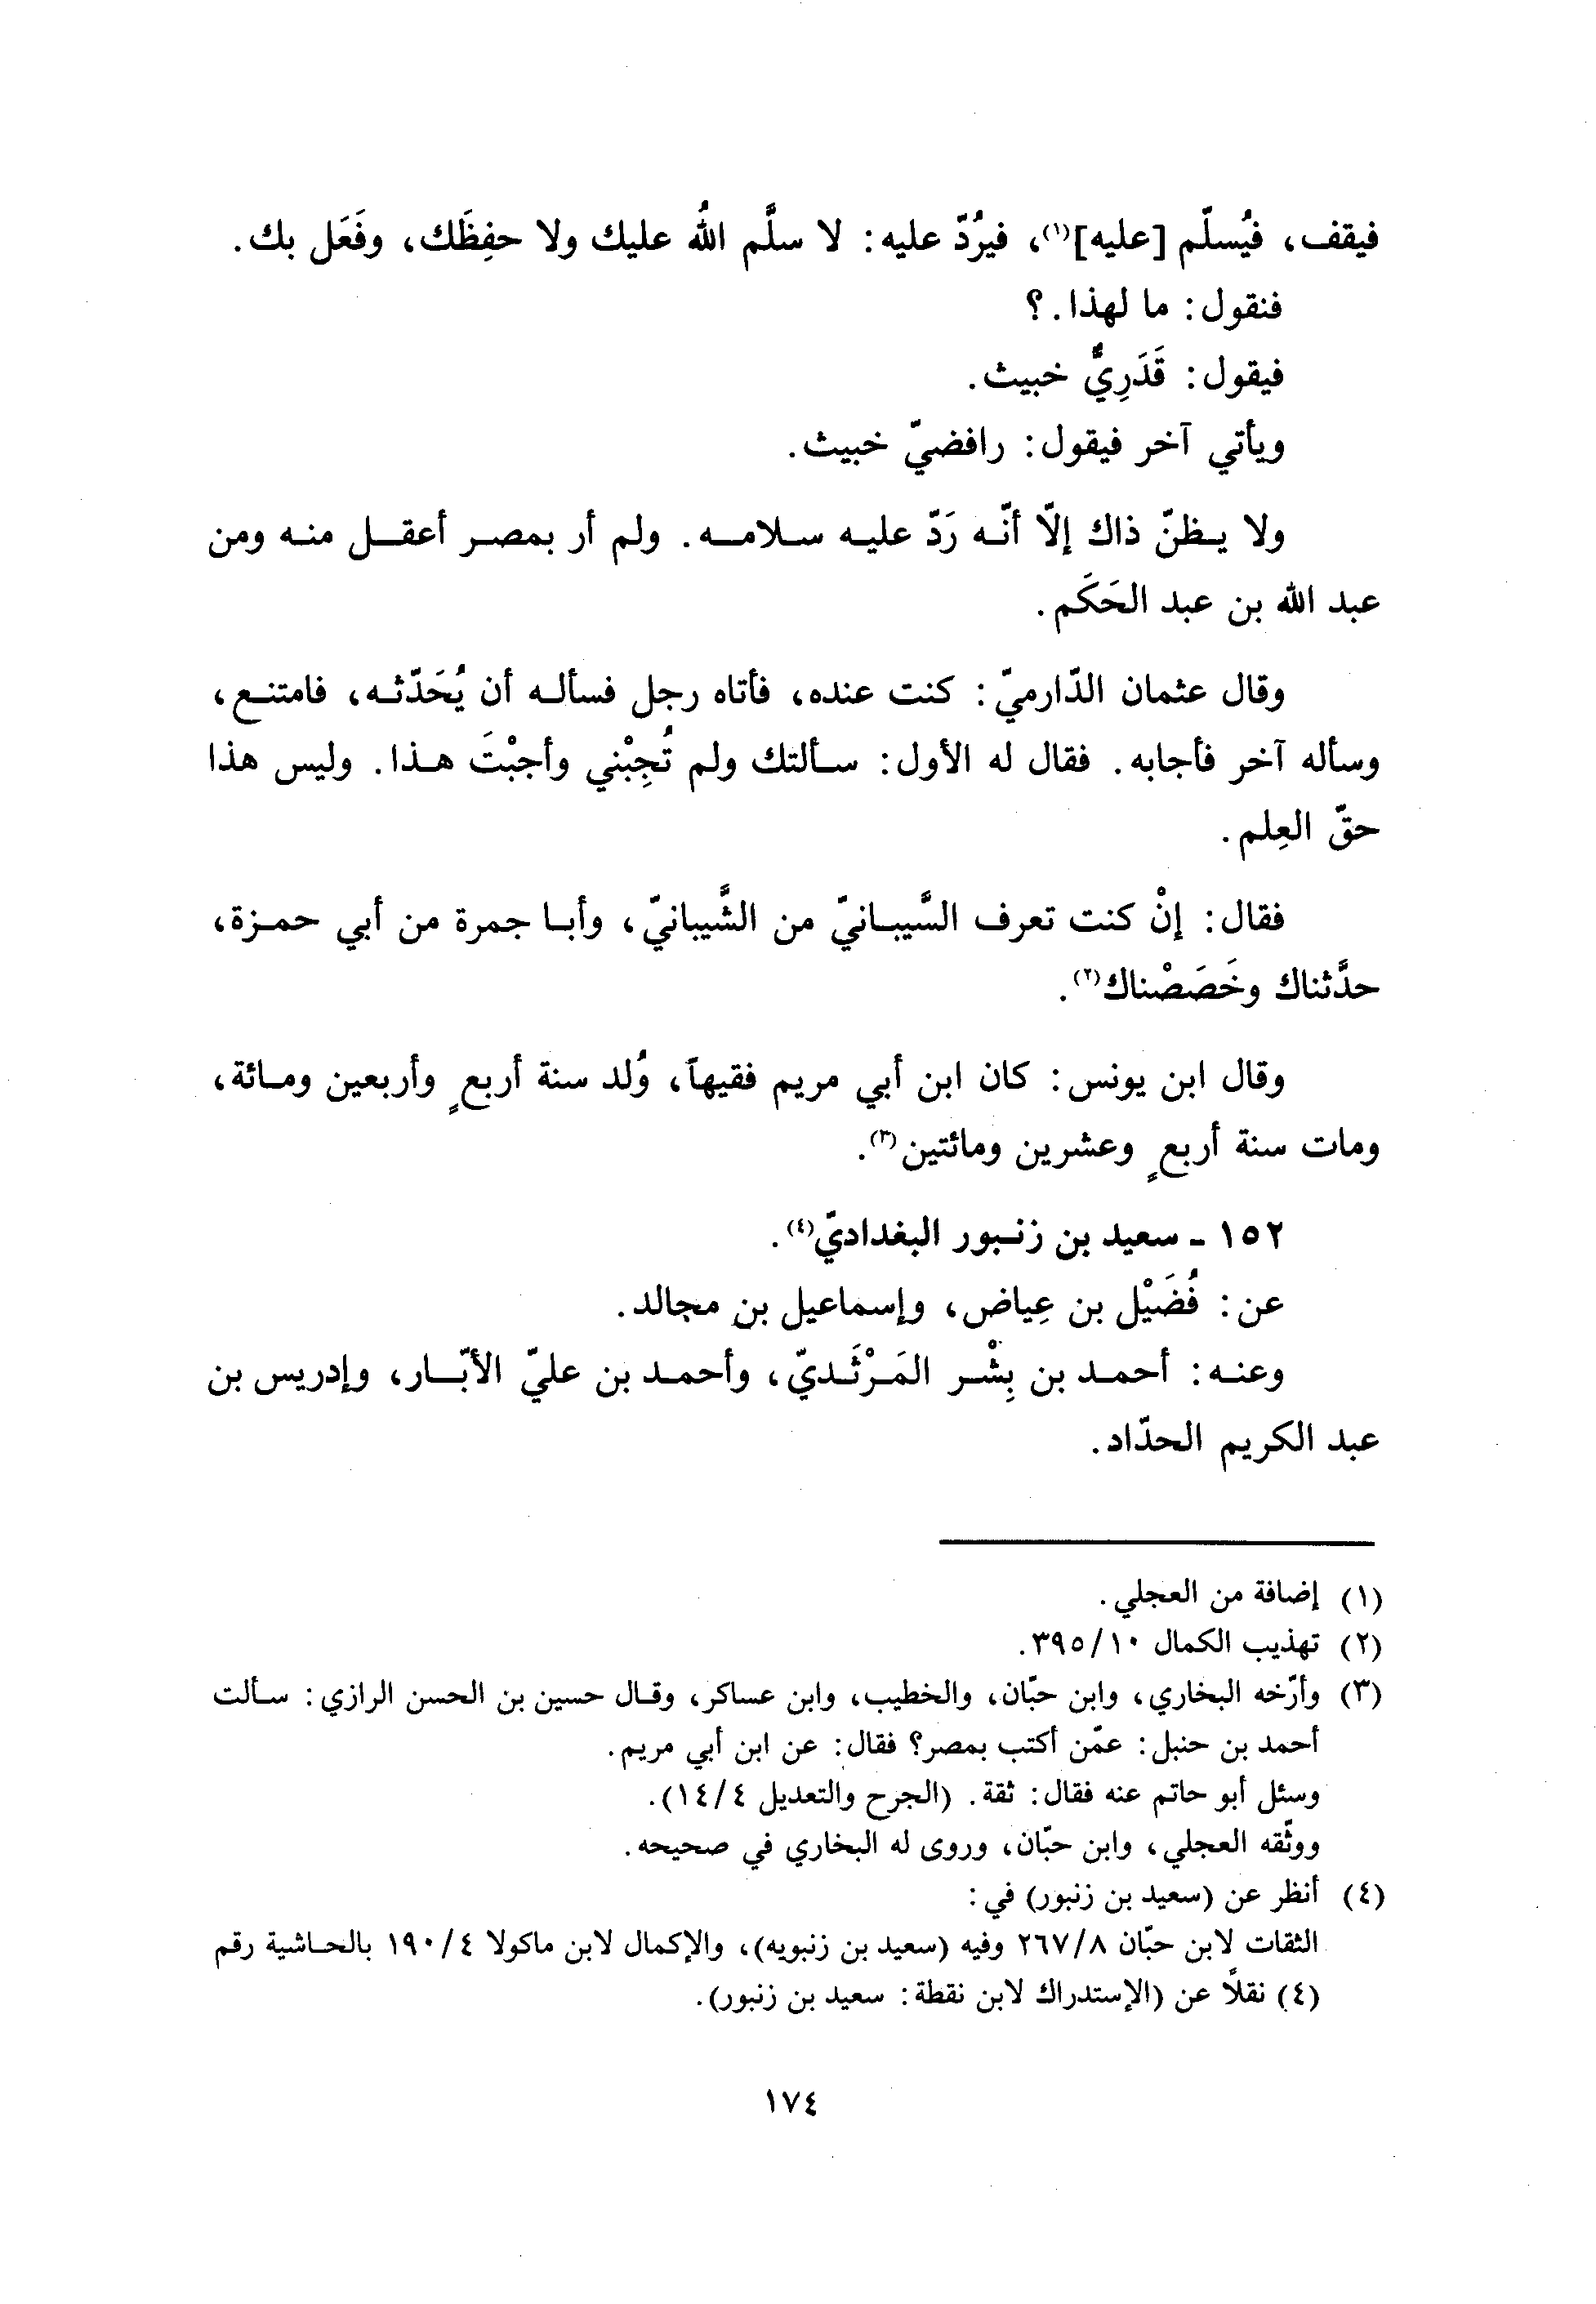 فيقف، فيُسلّم [عليه]⁽١⁾، فيرُدّ عليه: لا سلَّم اللهُ عليك ولا حفِظَك، وفَعَل بك.
فنقول: ما لهذا.؟
فيقول: قَدَرِيٌّ خبيث.
ويأتي آخر فيقول: رافضيّ خبيث.
ولا يظنّ ذاك إلّا أنّه رَدّ عليه سلامه. ولم أر بمصر أعقل منه ومن
عبد الله بن عبد الحَكَم.
وقال عثمان الدّارميّ: كنت عنده، فأتاه رجل فسأله أن يُحَدّثه، فامتنع،
وسأله آخر فأجابه. فقال له الأول: سألتك ولم تُجِبْني وأجبْتَ هذا. وليس هذا
حقّ العِلم.
فقال: إنْ كنت تعرف السَّيبانيّ من الشَّيبانيّ، وأبا جمرة من أبي حمزة،
حدَّثناك وخَصَصْناك⁽٢⁾.
وقال ابن يونس: كان ابن أبي مريم فقيهاً، وُلد سنة أربعٍ وأربعين ومائة،
ومات سنة أربعٍ وعشرين ومائتين⁽٣⁾.
١٥٢ - سعيد بن زنبور البغداديّ⁽٤⁾.
عن: فُضَيْل بن عِياض، وإسماعيل بن مجالد.
وعنه: أحمد بن بِشْر المَرْثَديّ، وأحمد بن عليّ الأبّار، وإدريس بن
عبد الكريم الحدّاد.
(١) إضافة من العجلي.
(٢) تهذيب الكمال ٣٩٥/١٠.
(٣) وأرّخه البخاري، وابن حبّان، والخطيب، وابن عساكر، وقال حسين بن الحسن الرازي: سألت
أحمد بن حنبل: عمّن أكتب بمصر؟ فقال: عن ابن أبي مريم.
وسئل أبو حاتم عنه فقال: ثقة. (الجرح والتعديل ١٤/٤).
ووثّقه العجلي، وابن حبّان، وروى له البخاري في صحيحه.
(٤) أنظر عن (سعيد بن زنبور) في:
الثقات لابن حبّان ٢٦٧/٨ وفيه (سعيد بن زنبويه)، والإكمال لابن ماكولا ١٩٠/٤ بالحاشية رقم
(٤) نقلاً عن (الإستدراك لابن نقطة: سعيد بن زنبور).
١٧٤